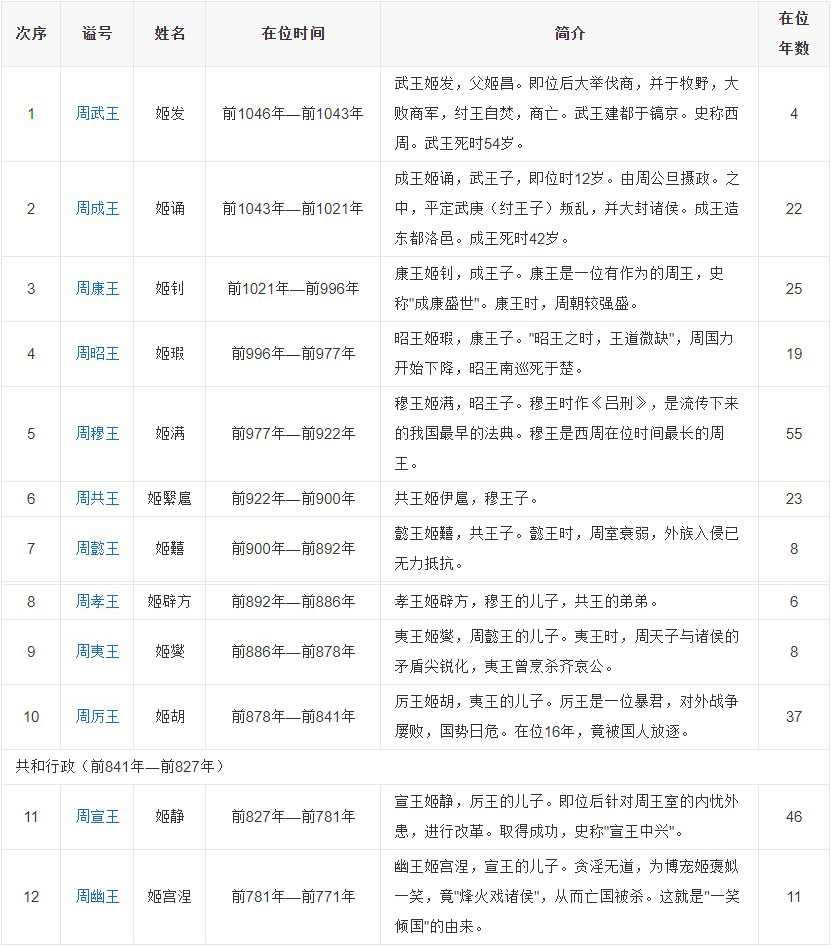 次序 谥号 姓名 在位时间 简介 在位
年数
1 周武王 姬发 前1046年—前1043年 武王姬发，父姬昌。即位后大举伐商，并于牧野，大
败商军，纣王自焚，商亡。武王建都于镐京。史称西
周。武王死时54岁。 4
2 周成王 姬诵 前1043年—前1021年 成王姬诵，武王子，即位时12岁。由周公旦摄政。之
中，平定武庚（纣王子）叛乱，并大封诸侯。成王造
东都洛邑。成王死时42岁。 22
3 周康王 姬钊 前1021年—前996年 康王姬钊，成王子。康王是一位有作为的周王，史
称"成康盛世"。康王时，周朝较强盛。 25
4 周昭王 姬瑕 前996年—前977年 昭王姬瑕，康王子。"昭王之时，王道微缺"，周国力
开始下降，昭王南巡死于楚。 19
5 周穆王 姬满 前977年—前922年 穆王姬满，昭王子。穆王时作《吕刑》，是流传下来
的我国最早的法典。穆王是西周在位时间最长的周
王。 55
6 周共王 姬繄扈 前922年—前900年 共王姬伊扈，穆王子。 23
7 周懿王 姬囏 前900年—前892年 懿王姬囏，共王子。懿王时，周室衰弱，外族入侵已
无力抵抗。 8
8 周孝王 姬辟方 前892年—前886年 孝王姬辟方，穆王的儿子，共王的弟弟。 6
9 周夷王 姬燮 前886年—前878年 夷王姬燮，周懿王的儿子。夷王时，周天子与诸侯的
矛盾尖锐化，夷王曾烹杀齐哀公。 8
10 周厉王 姬胡 前878年—前841年 厉王姬胡，夷王的儿子。厉王是一位暴君，对外战争
屡败，国势日危。在位16年，竟被国人放逐。 37
共和行政（前841年—前827年）
11 周宣王 姬静 前827年—前781年 宣王姬静，厉王的儿子。即位后针对周王室的内忧外
患，进行改革。取得成功，史称"宣王中兴"。 46
12 周幽王 姬宫涅 前781年—前771年 幽王姬宫涅，宣王的儿子。贪淫无道，为博宠姬褒姒
一笑，竟"烽火戏诸侯"，从而亡国被杀。这就是"一笑
倾国"的由来。 11